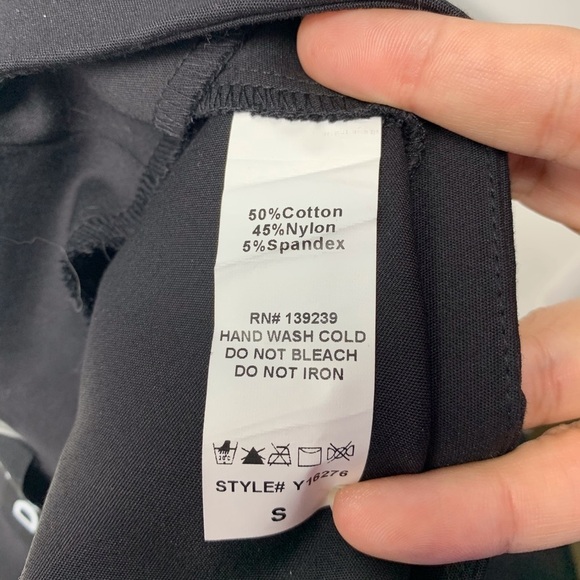 50%Cotton
45%Nylon
5%Spandex
RN# 139239
HAND WASH COLD
DO NOT BLEACH
DO NOT IRON
STYLE# Y16276
S